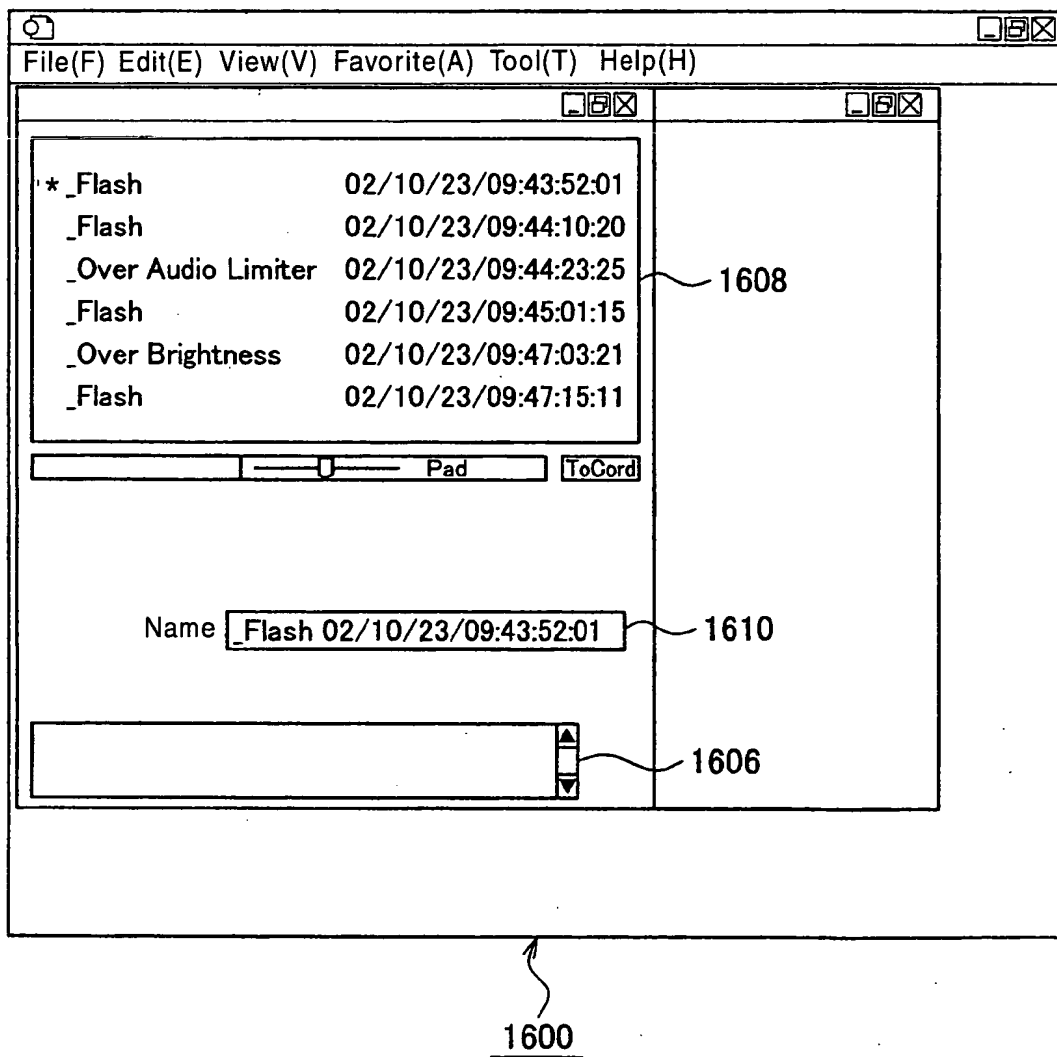 File(F) Edit(E) View(V) Favorite(A) Tool(T) Help(H)
*_Flash 02/10/23/09:43:52:01
_Flash 02/10/23/09:44:10:20
_Over Audio Limiter 02/10/23/09:44:23:25
1608
_Flash 02/10/23/09:45:01:15
_Over Brightness 02/10/23/09:47:03:21
_Flash 02/10/23/09:47:15:11
Pad ToCord
Name _Flash 02/10/23/09:43:52:01 1610
1606
1600